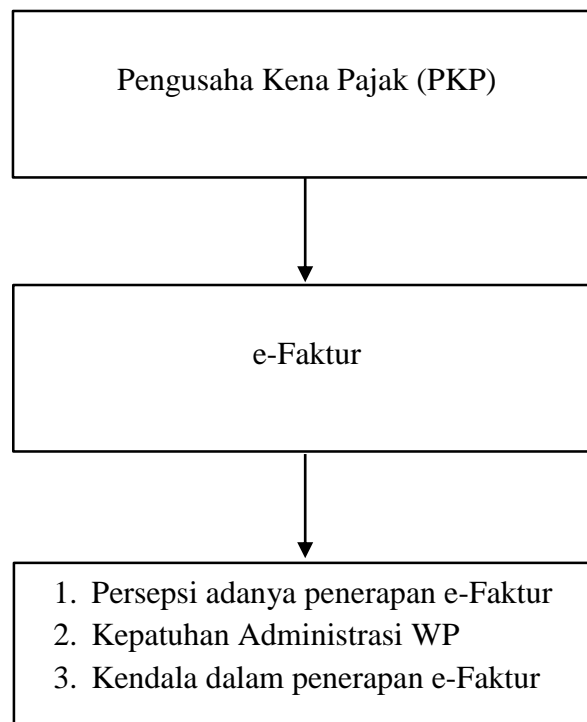 Pengusaha Kena Pajak (PKP)
e-Faktur
1. Persepsi adanya penerapan e-Faktur
2. Kepatuhan Administrasi WP
3. Kendala dalam penerapan e-Faktur